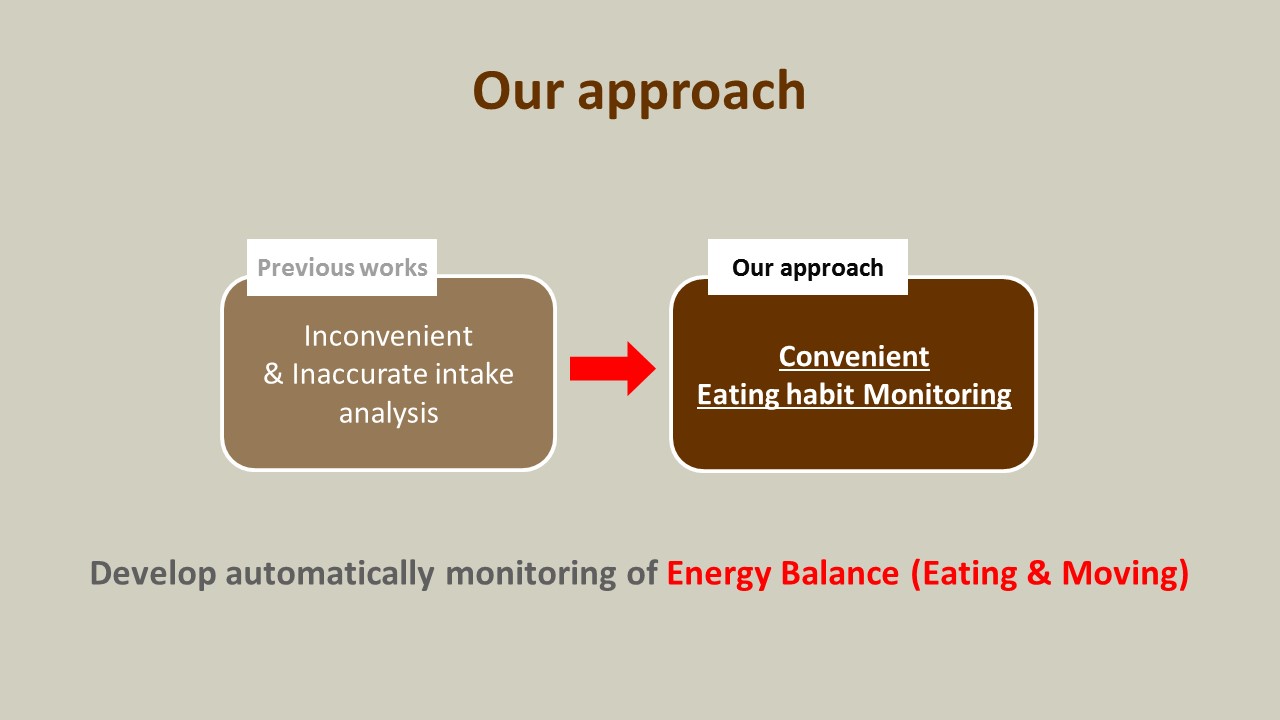 Our approach
Previous works
Inconvenient
& Inaccurate intake
analysis
Our approach
Convenient
Eating habit Monitoring
Develop automatically monitoring of Energy Balance (Eating & Moving)